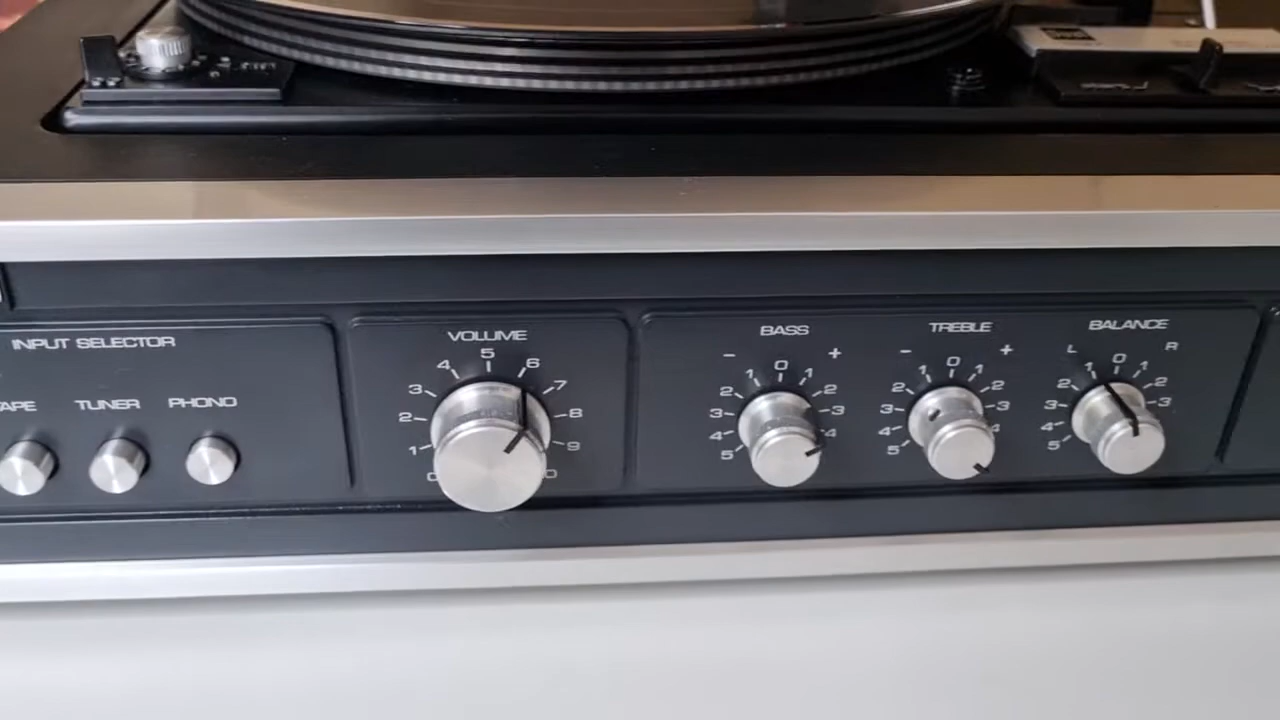 INPUT SELECTOR
TUNER PHONO
VOLUME
0 1 2 3 4 5 6 7 8 9
BASS
- +
5 4 3 2 1 0 1 2 3 4
TREBLE
- +
5 4 3 2 1 0 1 2 3
BALANCE
L R
5 4 3 2 1 0 1 2 3